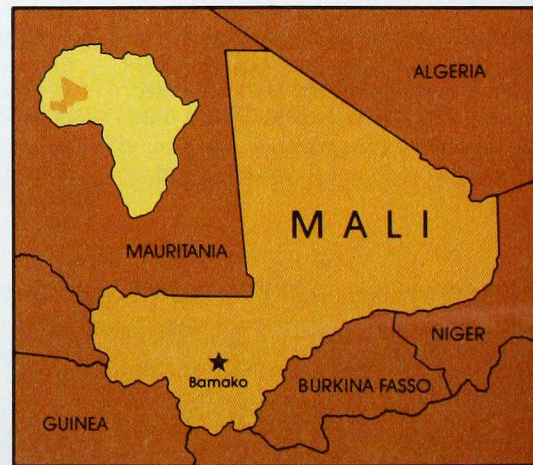 ALGERIA
MALI
MAURITANIA
NIGER
Bamako
BURKINA FASSO
GUINEA